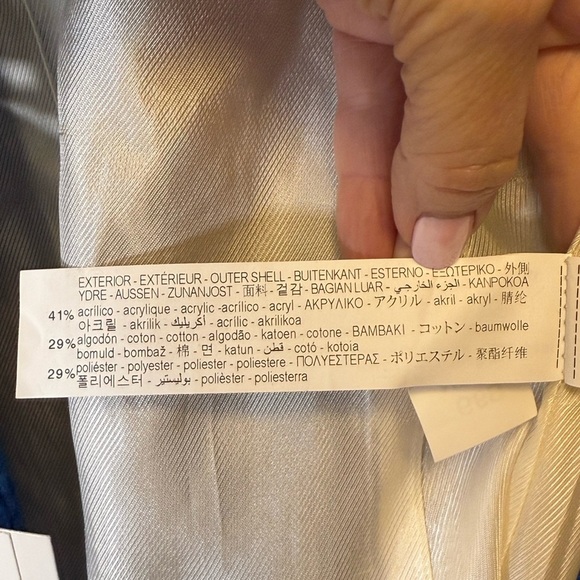 EXTERIOR - EXTÉRIEUR - OUTER SHELL - BUITENKANT - ESTERNO - ΕΞΩΤΕΡΙΚΟ - 外側
YDRE - AUSSEN - ZUNANJOST - 面料 - 겉감 - BAGIAN LUAR - الجزء الخارجي - KANPOKOA
41% acrílico - acrylique - acrylic -acrílico - acryl - ΑΚΡΥΛΙΚΟ - アクリル - akril - akryl - 腈纶
아크릴 - akrilik - أكريليك - acrílic - akrilikoa
29% algodón - coton - cotton - algodão - katoen - cotone - ΒΑΜΒΑΚΙ - コットン - baumwolle
bomuld - bombaž - 棉 - 면 - katun - قطن - cotó - kotoia
29% poliéster - polyester - poliester - poliestere - ΠΟΛΥΕΣΤΕΡΑΣ - ポリエステル - 聚酯纤维
폴리에스터 - بوليستير - polièster - poliesterra